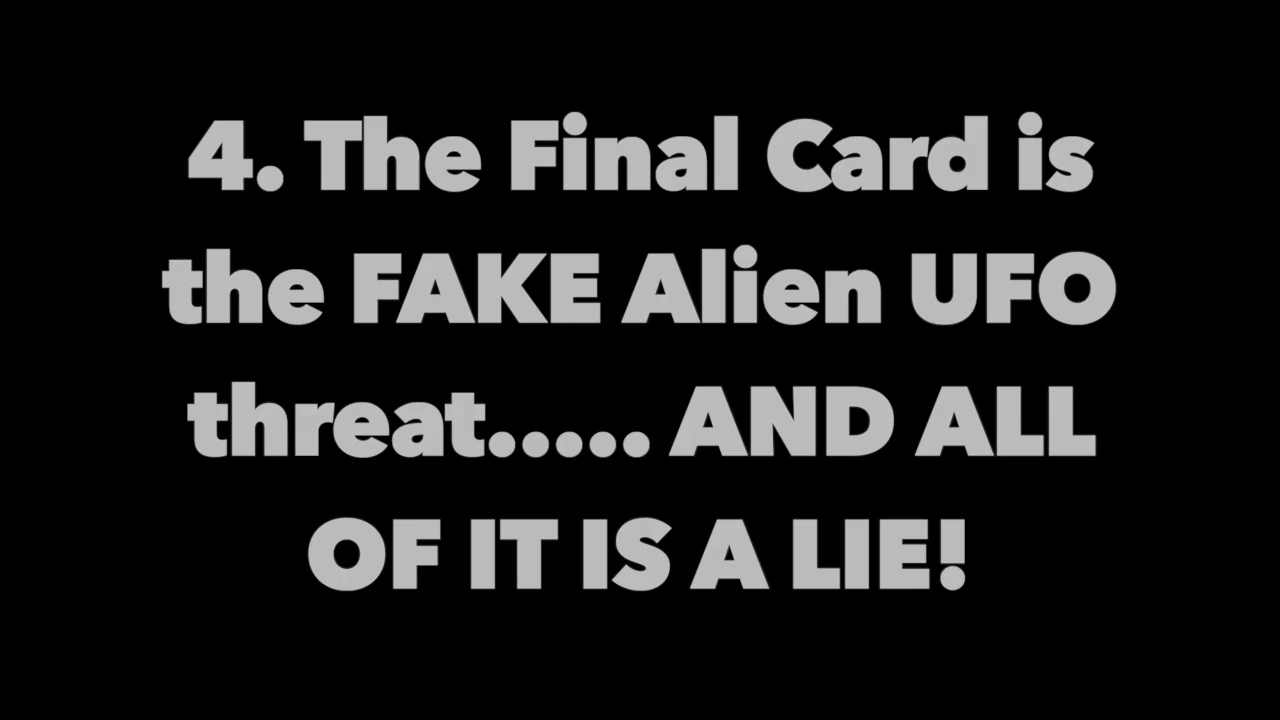 4. The Final Card is
the FAKE Alien UFO
threat..... AND ALL
OF IT IS A LIE!